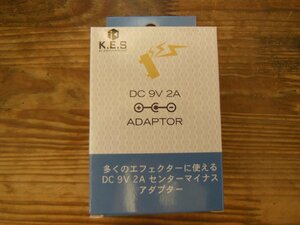 K.E.S
DC 9V 2A
ADAPTOR
多くのエフェクターに使える
DC 9V 2A センターマイナス
アダプター